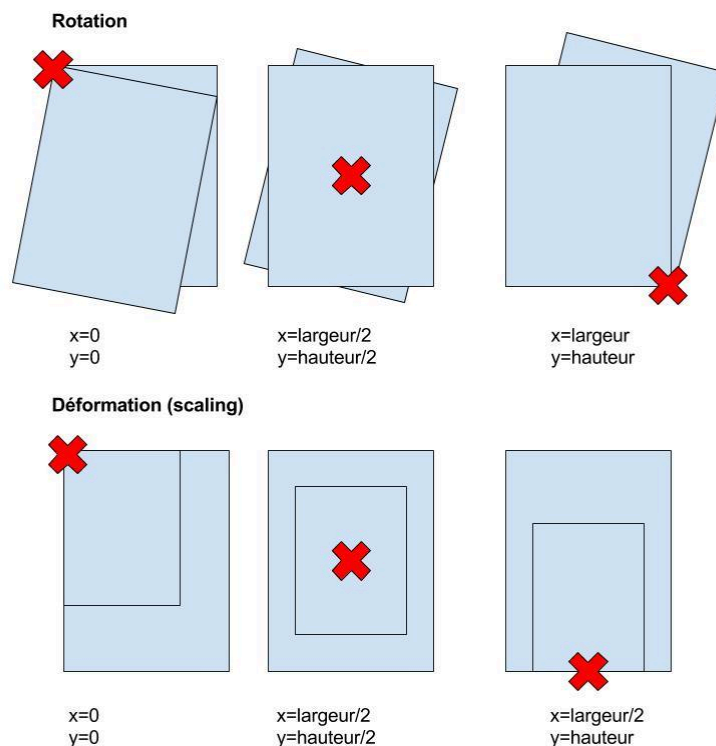 Rotation
x=0
y=0
x=largeur/2
y=hauteur/2
x=largeur
y=hauteur
Déformation (scaling)
x=0
y=0
x=largeur/2
y=hauteur/2
x=largeur/2
y=hauteur